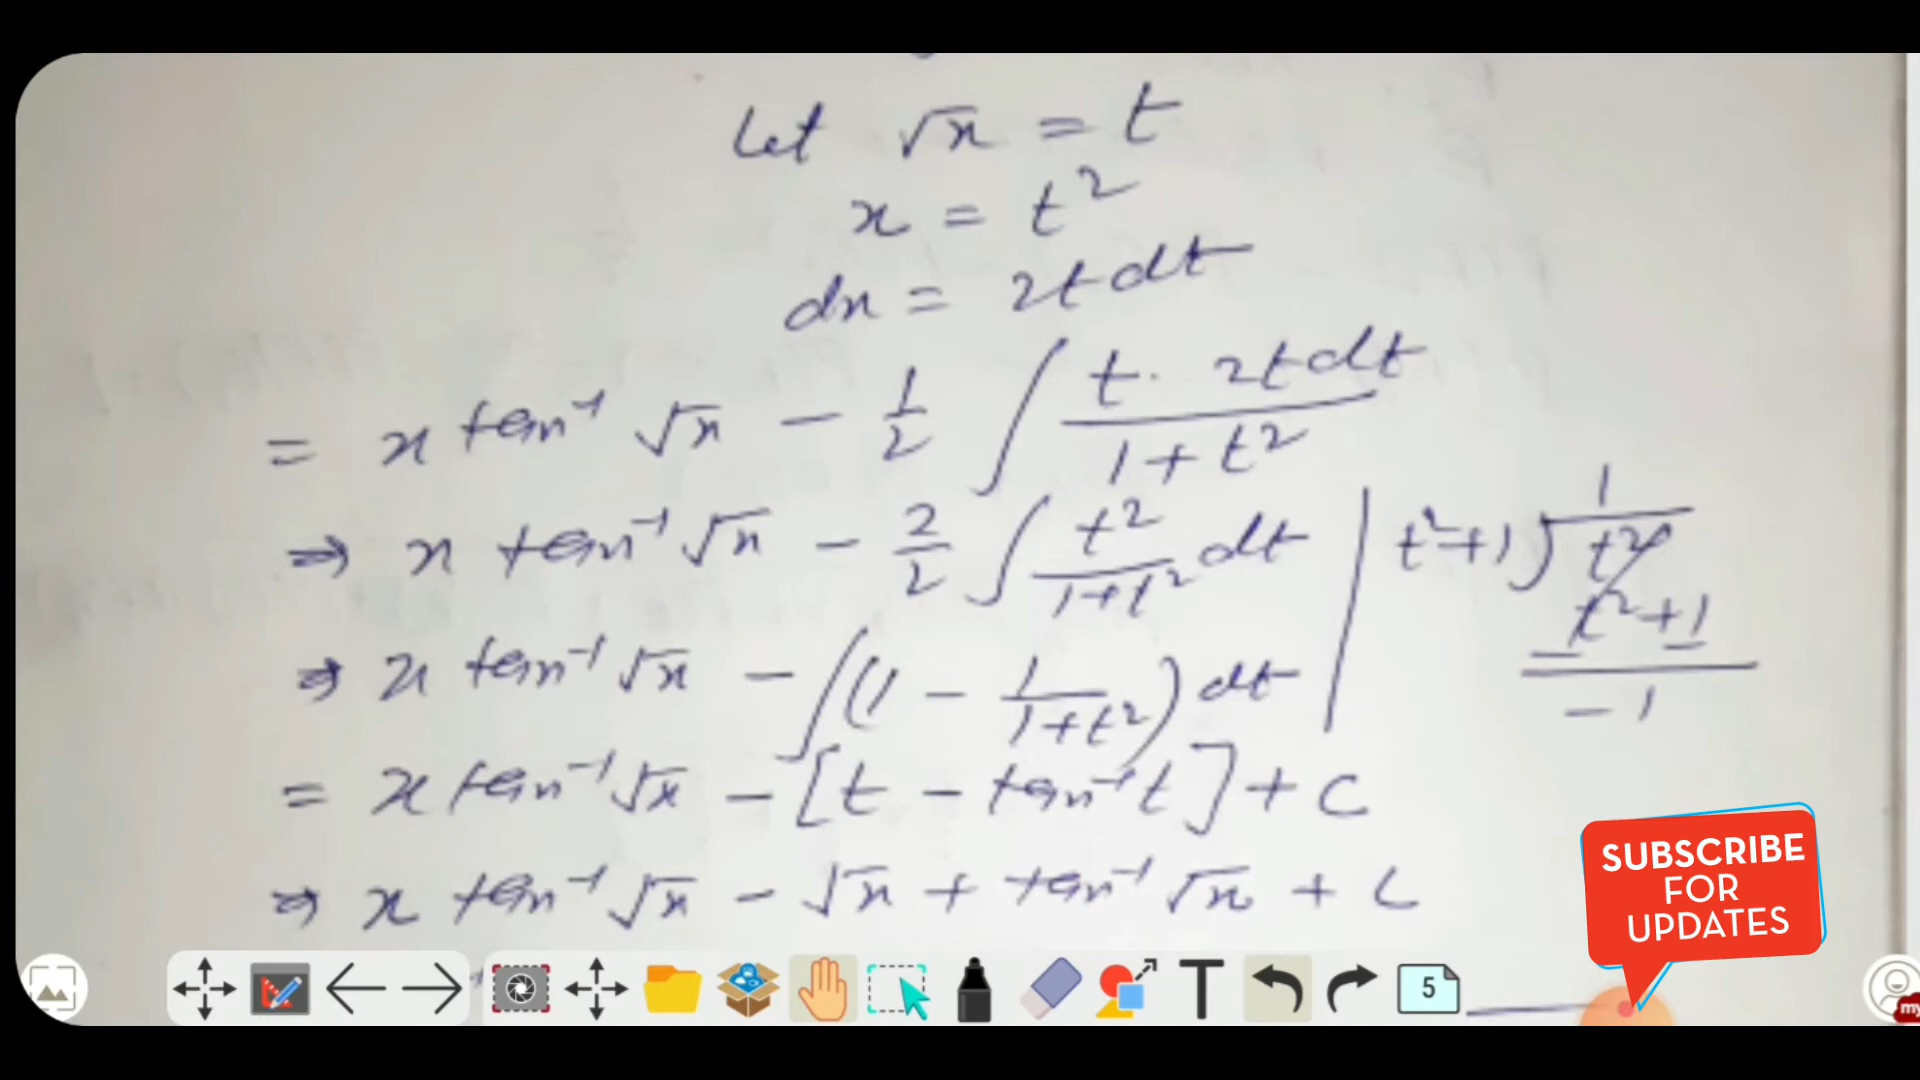 Let √x = t
x = t²
dx = 2t dt
= x tan⁻¹ √x - 1/2 ∫ t. 2t dt / 1 + t²
⇒ x tan⁻¹ √x - 2/2 ∫ t² / 1+t² dt
t²+1 ) t² ( 1
t²+1
- -
-1
⇒ x tan⁻¹ √x - ∫ (1 - 1/1+t²) dt
= x tan⁻¹ √x - [t - tan⁻¹ t] + C
⇒ x tan⁻¹ √x - √x + tan⁻¹ √x + C
SUBSCRIBE
FOR
UPDATES
T
5
my